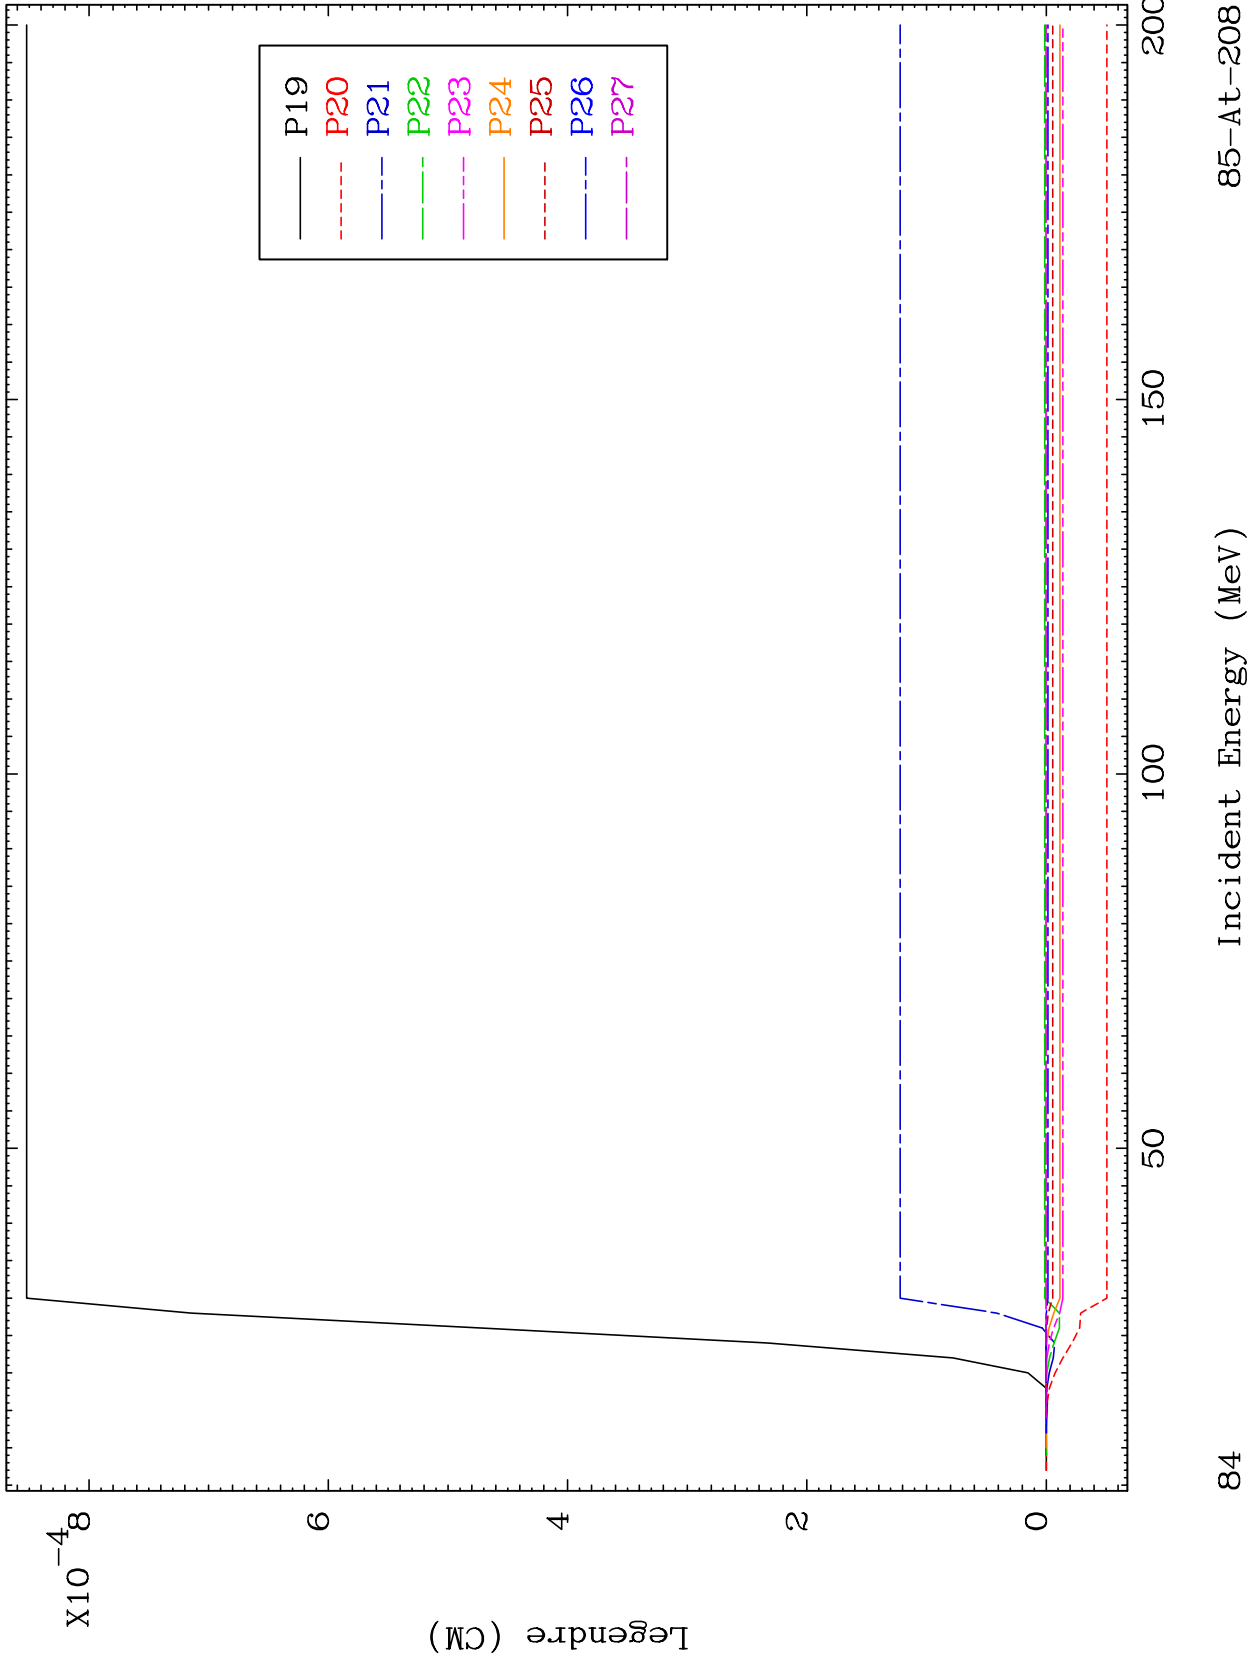 X10-4
8
6
4
2
0
Legendre (CM)
P19
P20
P21
P22
P23
P24
P25
P26
P27
50
100
150
200
Incident Energy (MeV)
84
85-At-208